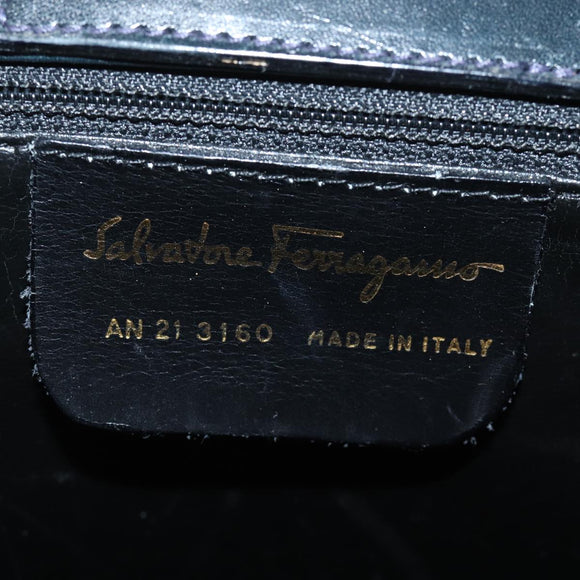 Salvatore Ferragamo
AN 21 3160 MADE IN ITALY